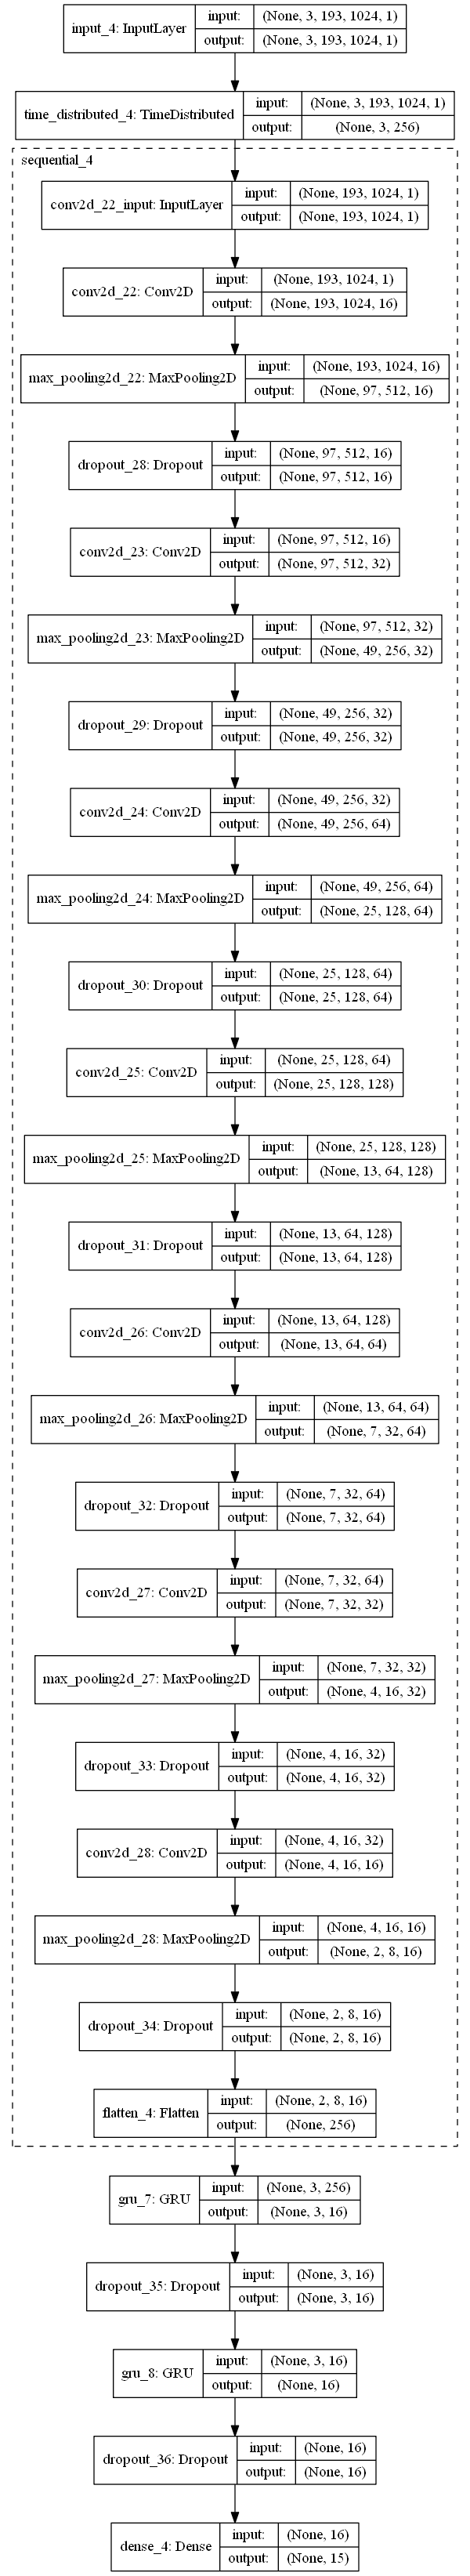 input_4: InputLayer
input: (None, 3, 193, 1024, 1)
output: (None, 3, 193, 1024, 1)
time_distributed_4: TimeDistributed
input: (None, 3, 193, 1024, 1)
output: (None, 3, 256)
sequential_4
conv2d_22_input: InputLayer
input: (None, 193, 1024, 1)
output: (None, 193, 1024, 1)
conv2d_22: Conv2D
input: (None, 193, 1024, 1)
output: (None, 193, 1024, 16)
max_pooling2d_22: MaxPooling2D
input: (None, 193, 1024, 16)
output: (None, 97, 512, 16)
dropout_28: Dropout
input: (None, 97, 512, 16)
output: (None, 97, 512, 16)
conv2d_23: Conv2D
input: (None, 97, 512, 16)
output: (None, 97, 512, 32)
max_pooling2d_23: MaxPooling2D
input: (None, 97, 512, 32)
output: (None, 49, 256, 32)
dropout_29: Dropout
input: (None, 49, 256, 32)
output: (None, 49, 256, 32)
conv2d_24: Conv2D
input: (None, 49, 256, 32)
output: (None, 49, 256, 64)
max_pooling2d_24: MaxPooling2D
input: (None, 49, 256, 64)
output: (None, 25, 128, 64)
dropout_30: Dropout
input: (None, 25, 128, 64)
output: (None, 25, 128, 64)
conv2d_25: Conv2D
input: (None, 25, 128, 64)
output: (None, 25, 128, 128)
max_pooling2d_25: MaxPooling2D
input: (None, 25, 128, 128)
output: (None, 13, 64, 128)
dropout_31: Dropout
input: (None, 13, 64, 128)
output: (None, 13, 64, 128)
conv2d_26: Conv2D
input: (None, 13, 64, 128)
output: (None, 13, 64, 64)
max_pooling2d_26: MaxPooling2D
input: (None, 13, 64, 64)
output: (None, 7, 32, 64)
dropout_32: Dropout
input: (None, 7, 32, 64)
output: (None, 7, 32, 64)
conv2d_27: Conv2D
input: (None, 7, 32, 64)
output: (None, 7, 32, 32)
max_pooling2d_27: MaxPooling2D
input: (None, 7, 32, 32)
output: (None, 4, 16, 32)
dropout_33: Dropout
input: (None, 4, 16, 32)
output: (None, 4, 16, 32)
conv2d_28: Conv2D
input: (None, 4, 16, 32)
output: (None, 4, 16, 16)
max_pooling2d_28: MaxPooling2D
input: (None, 4, 16, 16)
output: (None, 2, 8, 16)
dropout_34: Dropout
input: (None, 2, 8, 16)
output: (None, 2, 8, 16)
flatten_4: Flatten
input: (None, 2, 8, 16)
output: (None, 256)
gru_7: GRU
input: (None, 3, 256)
output: (None, 3, 16)
dropout_35: Dropout
input: (None, 3, 16)
output: (None, 3, 16)
gru_8: GRU
input: (None, 3, 16)
output: (None, 16)
dropout_36: Dropout
input: (None, 16)
output: (None, 16)
dense_4: Dense
input: (None, 16)
output: (None, 15)